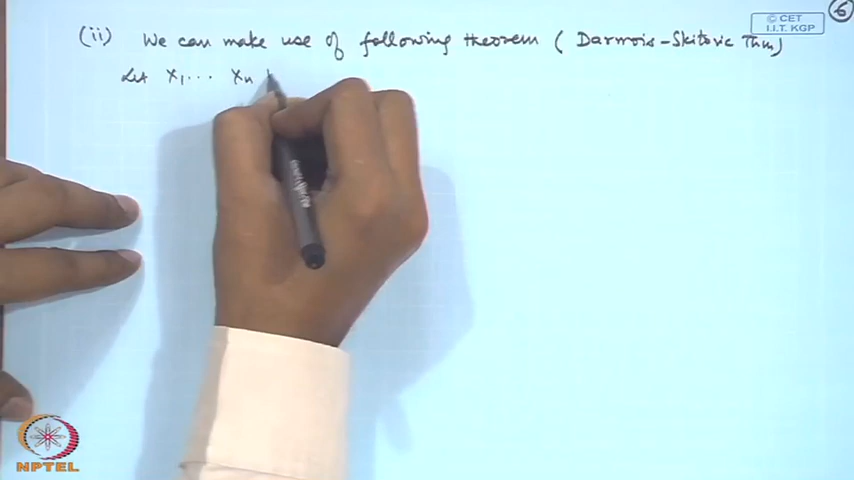 6
© CET
I.I.T. KGP
(ii) We can make use of following theorem ( Darmois-Skitovic Thm)
Let X1... Xn
NPTEL